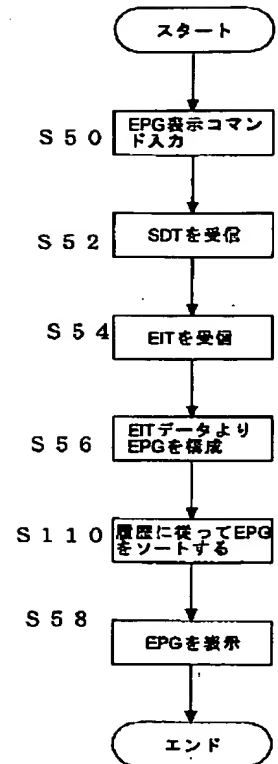 スタート
S50
EPG表示コマン
ド入力
S52
SDTを受信
S54
EITを受信
S56
EITデータより
EPGを構成
S110
履歴に従ってEPG
をソートする
S58
EPGを表示
エンド